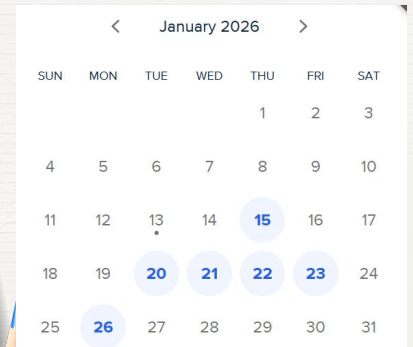 January 2026
SUN MON TUE WED THU FRI SAT
1 2 3
4 5 6 7 8 9 10
11 12 13 14 15 16 17
18 19 20 21 22 23 24
25 26 27 28 29 30 31